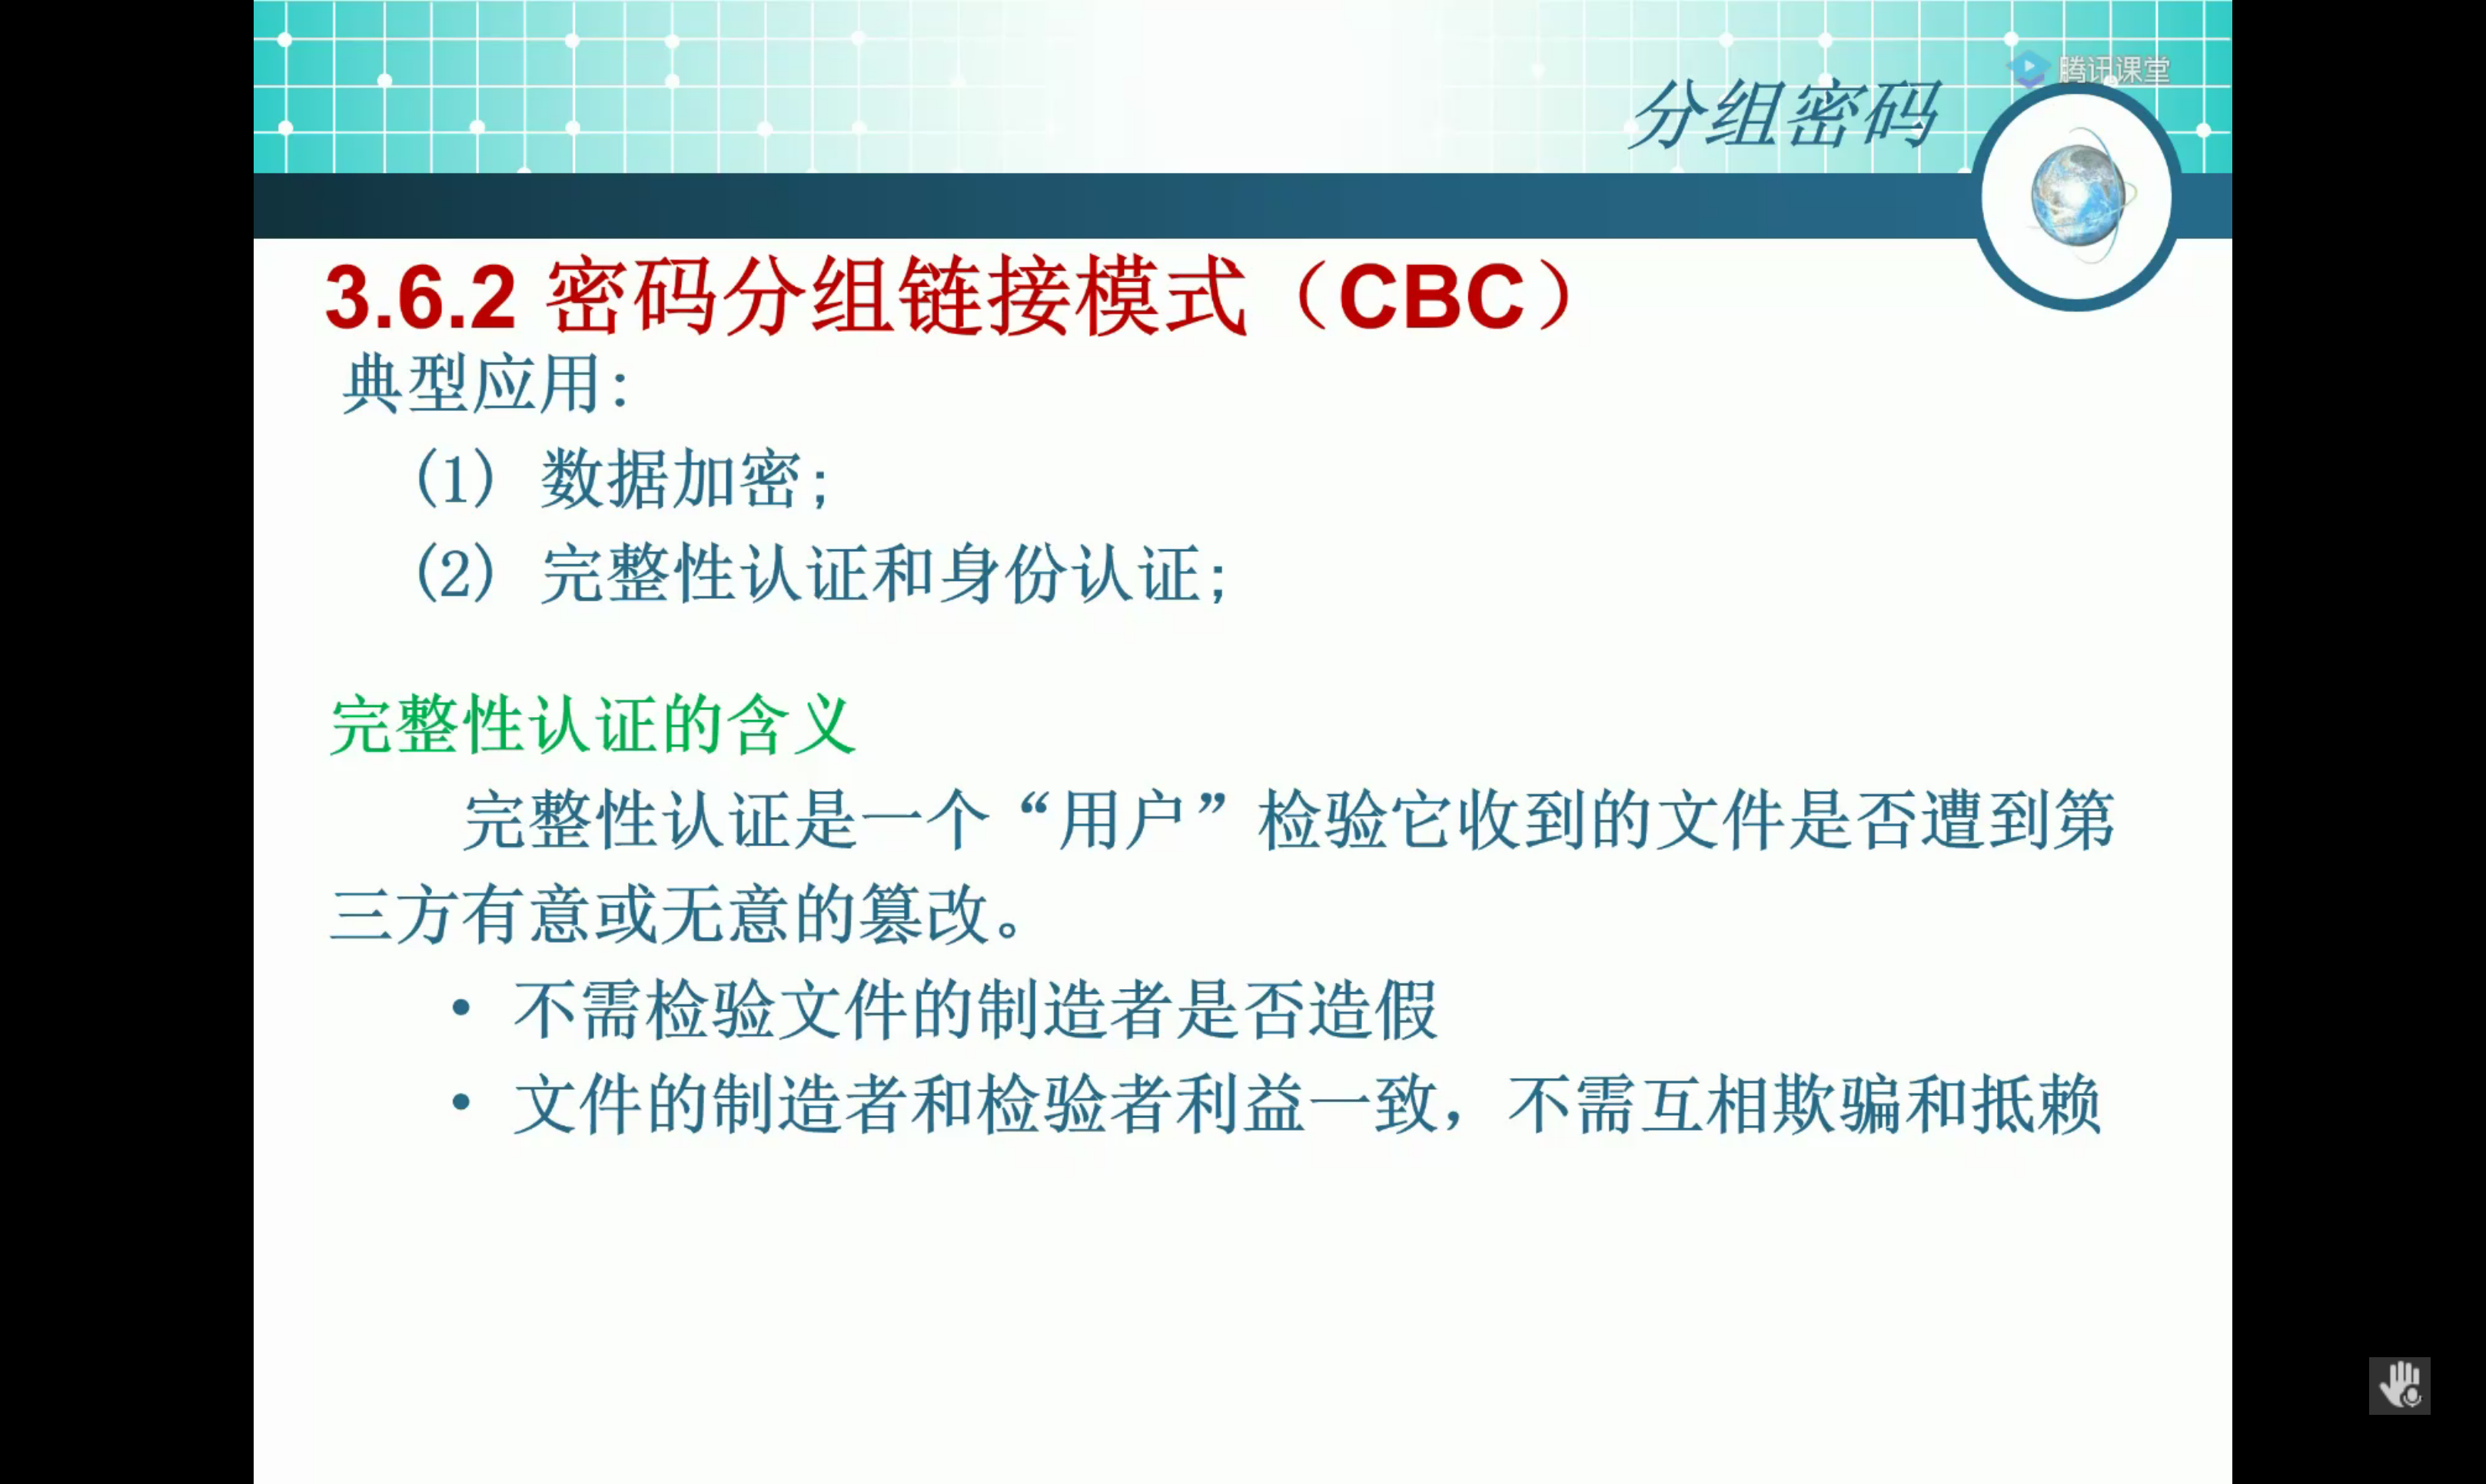 腾讯课堂
分组密码
3.6.2 密码分组链接模式（CBC）
典型应用：
（1） 数据加密；
（2） 完整性认证和身份认证；
完整性认证的含义
完整性认证是一个“用户”检验它收到的文件是否遭到第
三方有意或无意的篡改。
• 不需检验文件的制造者是否造假
• 文件的制造者和检验者利益一致，不需互相欺骗和抵赖